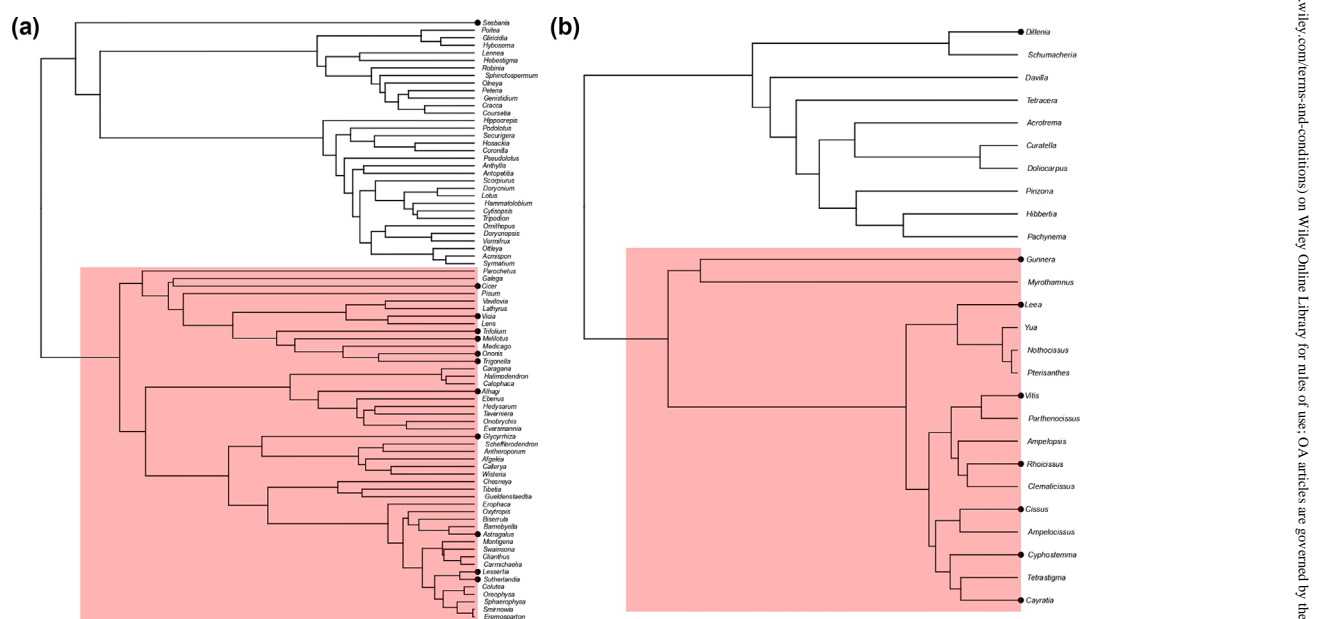 (a)
Sesbania
Poitea
Gliricidia
Hybosema
Lennea
Hebestigma
Robinia
Sphinctospermum
Olneya
Peteria
Genistidium
Cracca
Coursetia
Hippocrepis
Podolotus
Securigera
Hosackia
Coronilla
Pseudolotus
Anthyllis
Antopetitia
Scorpiurus
Dorycnium
Lotus
Hammatolobium
Cytisopsis
Tripodion
Ornithopus
Dorycnopsis
Vermifrux
Ottleya
Acmispon
Syrmatium
Parochetus
Galega
Cicer
Pisum
Vavilovia
Lathyrus
Vicia
Lens
Trifolium
Melilotus
Medicago
Ononis
Trigonella
Caragana
Halimodendron
Calophaca
Alhagi
Ebenus
Hedysarum
Taverniera
Onobrychis
Eversmannia
Glycyrrhiza
Schefflerodendron
Antheroporum
Afgekia
Callerya
Wisteria
Chesneya
Tibetia
Gueldenstaedtia
Erophaca
Oxytropis
Biserrula
Barnebyella
Astragalus
Montigena
Swainsona
Clianthus
Carmichaelia
Lessertia
Sutherlandia
Colutea
Oreophysa
Sphaerophysa
Smirnowia
Eremosparton
(b)
Dillenia
Schumacheria
Davilla
Tetracera
Acrotrema
Curatella
Doliocarpus
Pinzona
Hibbertia
Pachynema
Gunnera
Myrothamnus
Leea
Yua
Nothocissus
Pterisanthes
Vitis
Parthenocissus
Ampelopsis
Rhoicissus
Clematicissus
Cissus
Ampelocissus
Cyphostemma
Tetrastigma
Cayratia
.wiley.com/terms-and-conditions) on Wiley Online Library for rules of use; OA articles are governed by the